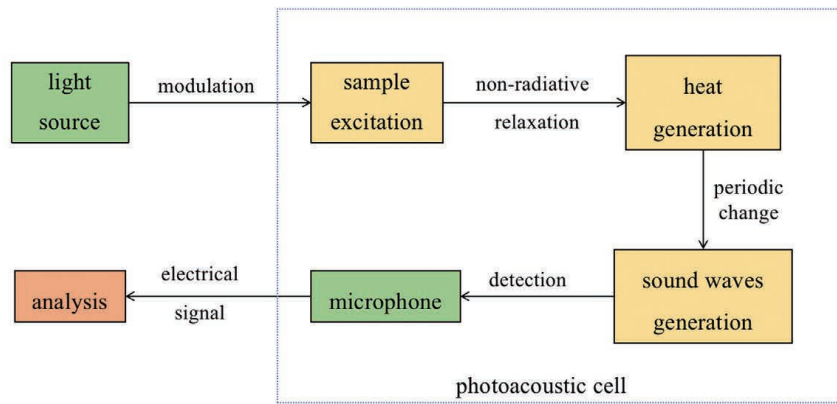 light
source
modulation
sample
excitation
non-radiative
relaxation
heat
generation
periodic
change
sound waves
generation
detection
microphone
electrical
signal
analysis
photoacoustic cell